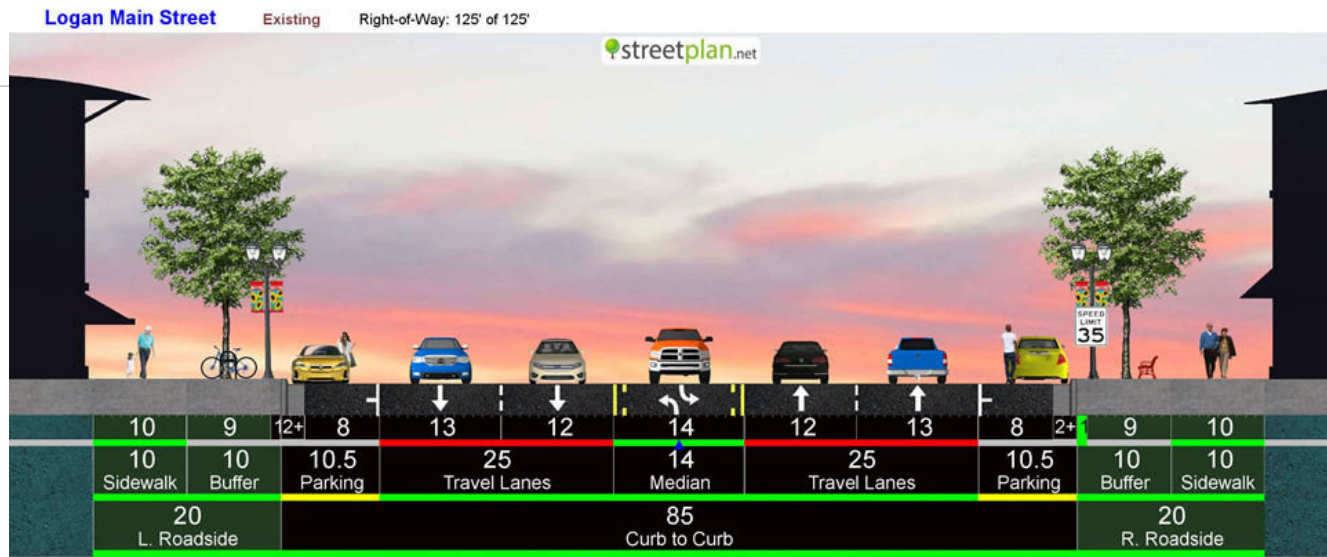 Logan Main Street Existing Right-of-Way: 125' of 125'
streetplan.net
SPEED
LIMIT
35
10 9 12+ 8 13 12 14 12 13 8 2+ 9 10
10 10 10.5 25 14 25 10.5 10 10
Sidewalk Buffer Parking Travel Lanes Median Travel Lanes Parking Buffer Sidewalk
20 85 20
L. Roadside Curb to Curb R. Roadside